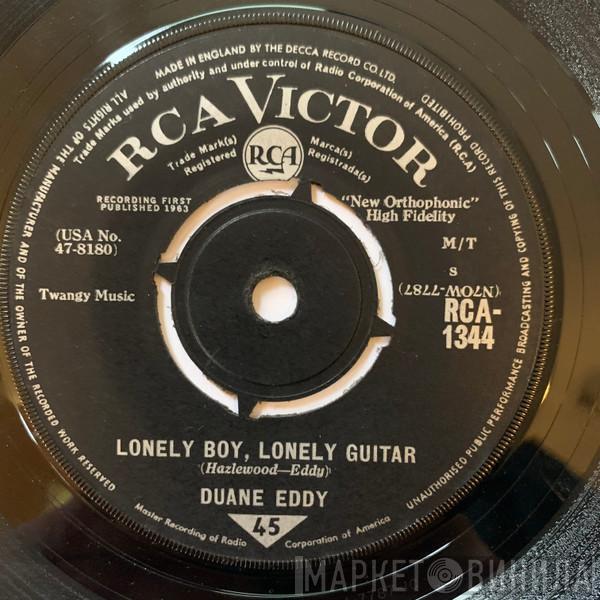 MADE IN ENGLAND BY THE DECCA RECORD CO. LTD.
ALL RIGHTS OF THE MANUFACTURER AND OF THE OWNER OF THE RECORDED WORK RESERVED
UNAUTHORISED PUBLIC PERFORMANCE BROADCASTING AND COPYING OF THIS RECORD PROHIBITED
Trade Marks used by authority and under control of Radio Corporation of America (R.C.A.)
RCA VICTOR
Trade Mark(s)
Registered
RCA
Marca(s)
Registrada(s)
RECORDING FIRST
PUBLISHED 1963
"New Orthophonic"
High Fidelity
(USA No.
47-8180)
M/T
S
Twangy Music
(N7OW-7787)
RCA-
1344
LONELY BOY, LONELY GUITAR
(Hazlewood—Eddy)
DUANE EDDY
45
Master Recording of Radio Corporation of America
МАРКЕТ ВИНИЛА